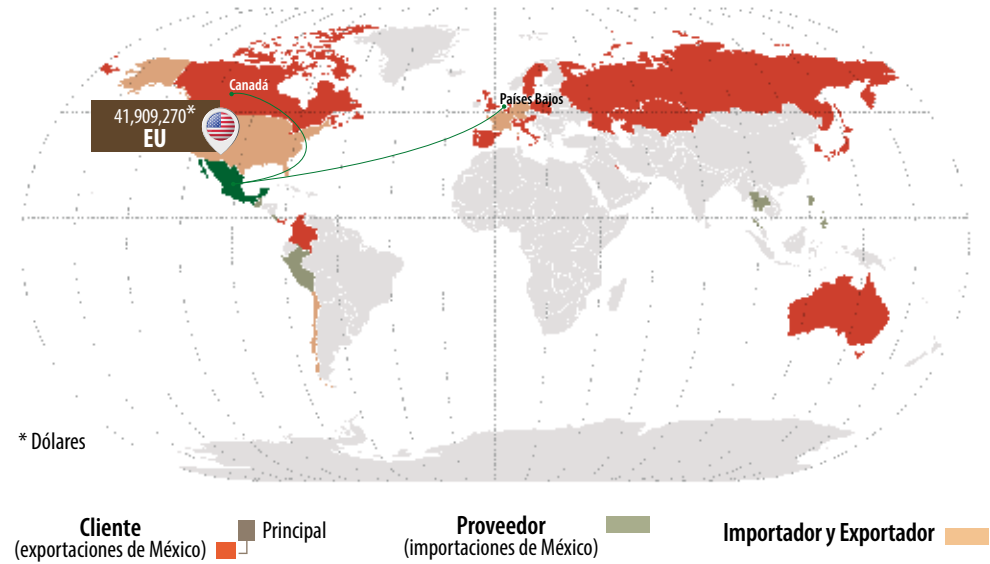 Canadá
Países Bajos
41,909,270*
EU
* Dólares
Cliente
(exportaciones de México)
Principal
Proveedor
(importaciones de México)
Importador y Exportador